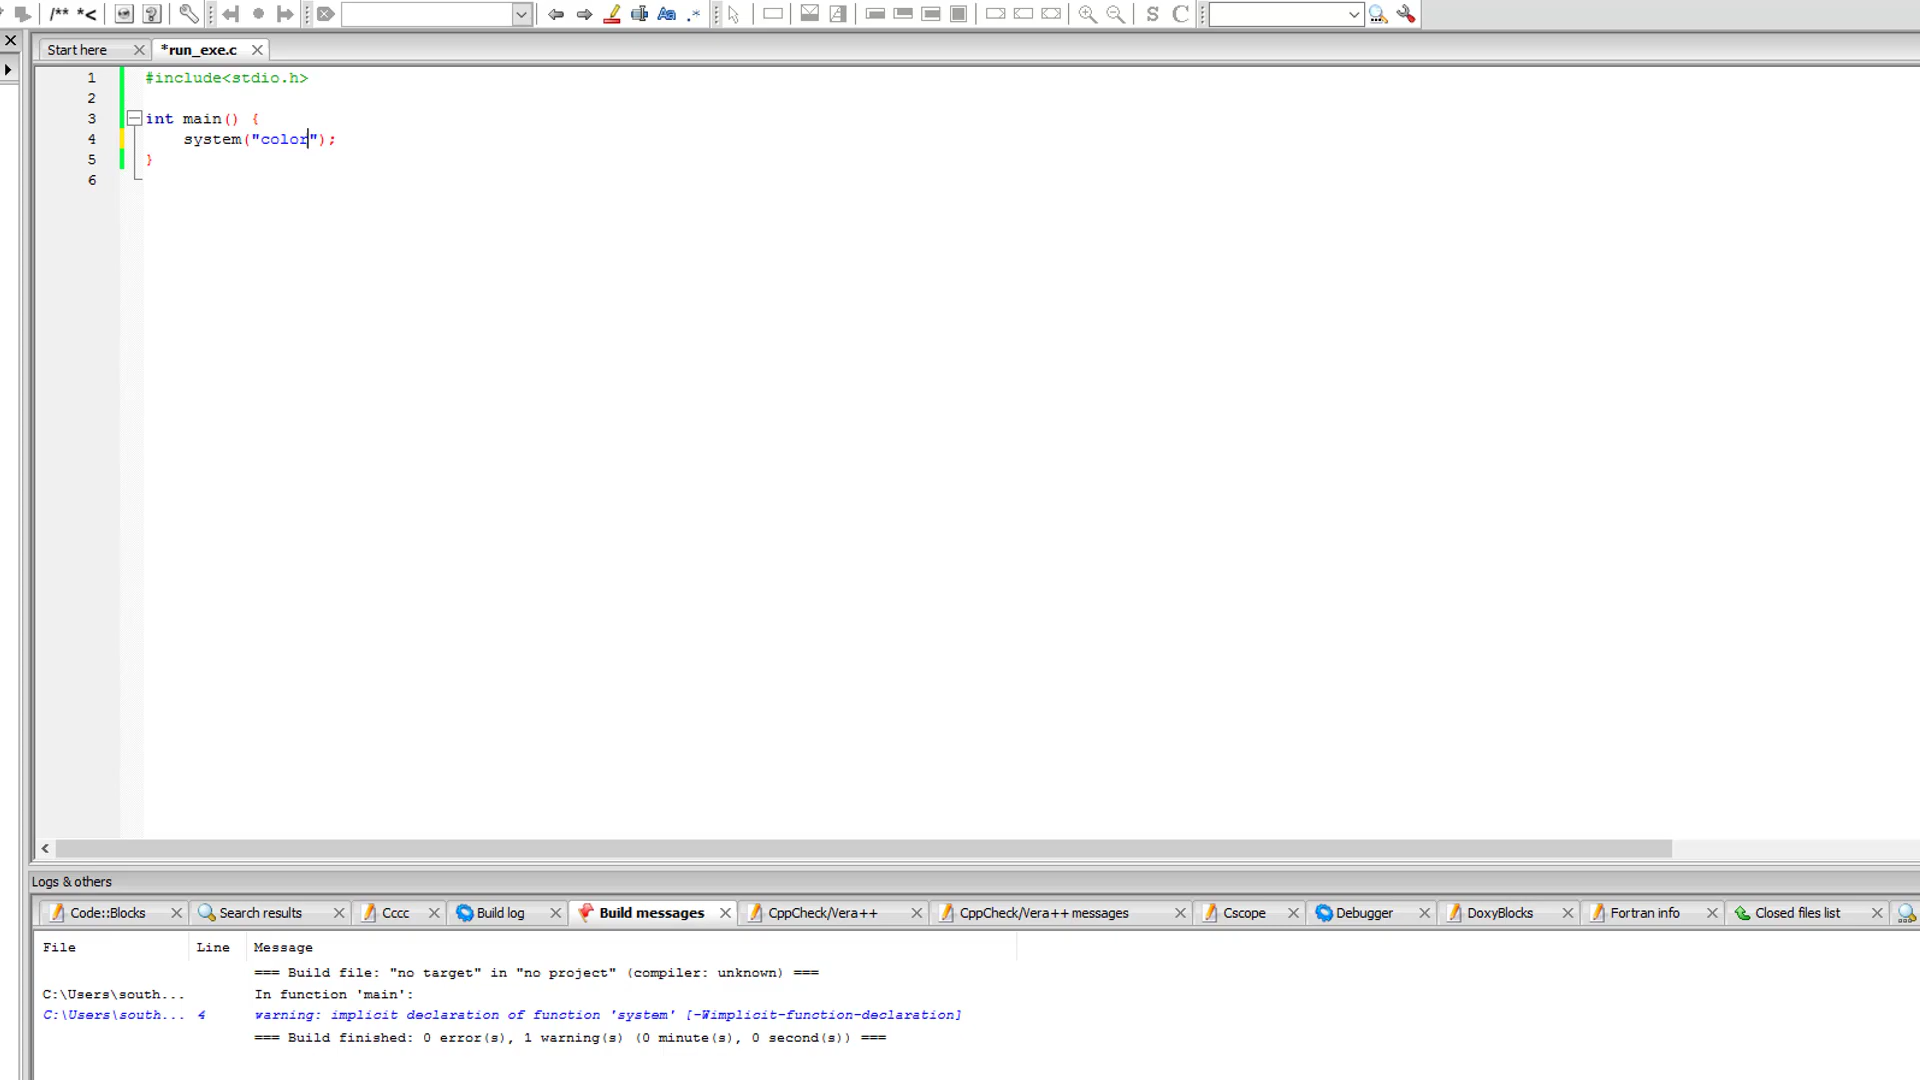 /** *<
Aa .*
S C
Start here *run_exe.c
1 #include<stdio.h>
2
3 int main() {
4 system("color");
5 }
6
Logs & others
Code::Blocks Search results Cccc Build log Build messages CppCheck/Vera++ CppCheck/Vera++ messages Cscope Debugger DoxyBlocks Fortran info Closed files list
File Line Message
=== Build file: "no target" in "no project" (compiler: unknown) ===
C:\Users\south... In function 'main':
C:\Users\south... 4 warning: implicit declaration of function 'system' [-Wimplicit-function-declaration]
=== Build finished: 0 error(s), 1 warning(s) (0 minute(s), 0 second(s)) ===